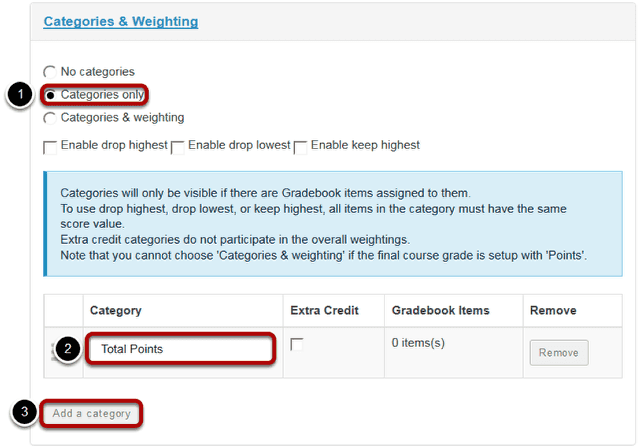 Categories & Weighting
No categories
1
Categories only
Categories & weighting
Enable drop highest Enable drop lowest Enable keep highest
Categories will only be visible if there are Gradebook items assigned to them.
To use drop highest, drop lowest, or keep highest, all items in the category must have the same
score value.
Extra credit categories do not participate in the overall weightings.
Note that you cannot choose 'Categories & weighting' if the final course grade is setup with 'Points'.
Category Extra Credit Gradebook Items Remove
2 Total Points 0 items(s) Remove
3 Add a category